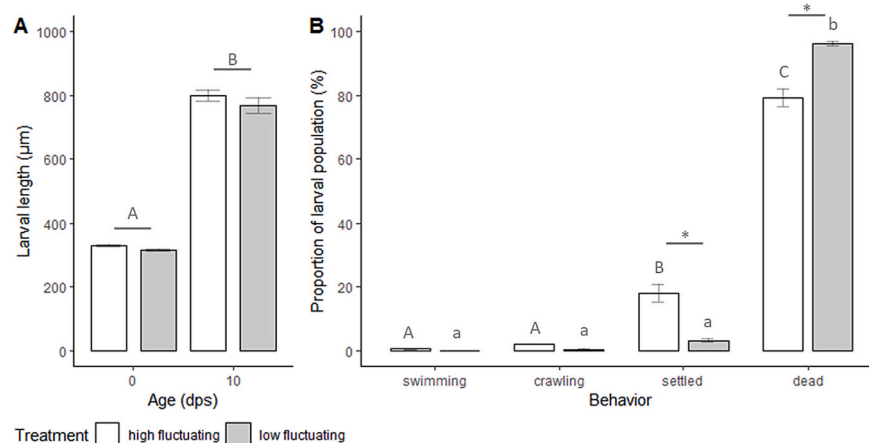 A
Larval length (μm)
1000
800
600
400
200
0
A
B
0
10
Age (dps)
B
Proportion of larval population (%)
100
80
60
40
20
0
A
a
A
a
B
*
a
C
*
b
swimming
crawling
settled
dead
Behavior
Treatment
high fluctuating
low fluctuating